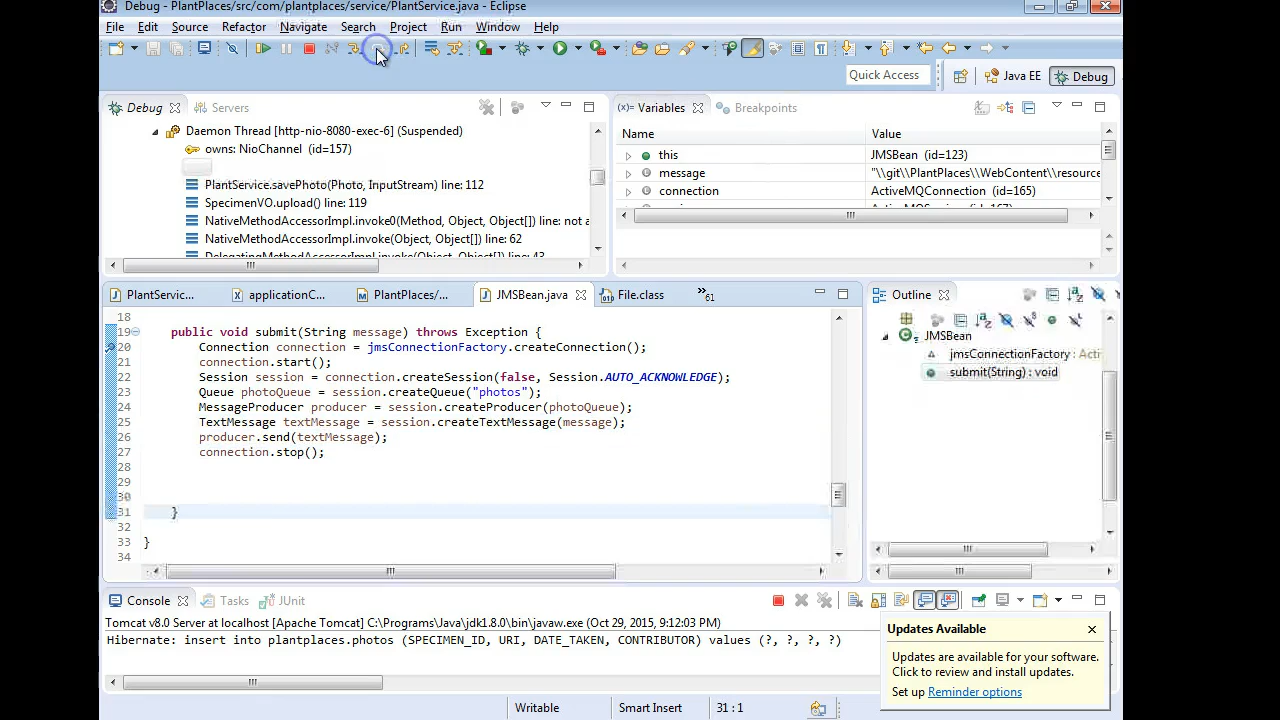 Debug - PlantPlaces/src/com/plantplaces/service/PlantService.java - Eclipse
File Edit Source Refactor Navigate Search Project Run Window Help
Quick Access Java EE Debug
Debug Servers
Daemon Thread [http-nio-8080-exec-6] (Suspended)
owns: NioChannel (id=157)
PlantService.savePhoto(Photo, InputStream) line: 112
SpecimenVO.upload() line: 119
NativeMethodAccessorImpl.invoke0(Method, Object, Object[]) line: not a
NativeMethodAccessorImpl.invoke(Object, Object[]) line: 62
DelegatingMethodAccessorImpl.invoke(Object, Object[]) line: 43
(x)= Variables Breakpoints
Name Value
this JMSBean (id=123)
message "\\git\\PlantPlaces\\WebContent\\resource
connection ActiveMQConnection (id=165)
PlantServic... applicationC... PlantPlaces/... JMSBean.java File.class »61
18
19 public void submit(String message) throws Exception {
20 Connection connection = jmsConnectionFactory.createConnection();
21 connection.start();
22 Session session = connection.createSession(false, Session.AUTO_ACKNOWLEDGE);
23 Queue photoQueue = session.createQueue("photos");
24 MessageProducer producer = session.createProducer(photoQueue);
25 TextMessage textMessage = session.createTextMessage(message);
26 producer.send(textMessage);
27 connection.stop();
28
29
30
31 }
32
33 }
34
Outline
JMSBean
jmsConnectionFactory : Acti
submit(String) : void
Console Tasks JUnit
Tomcat v8.0 Server at localhost [Apache Tomcat] C:\Programs\Java\jdk1.8.0\bin\javaw.exe (Oct 29, 2015, 9:12:03 PM)
Hibernate: insert into plantplaces.photos (SPECIMEN_ID, URI, DATE_TAKEN, CONTRIBUTOR) values (?, ?, ?, ?)
Updates Available
Updates are available for your software.
Click to review and install updates.
Set up Reminder options
Writable Smart Insert 31 : 1